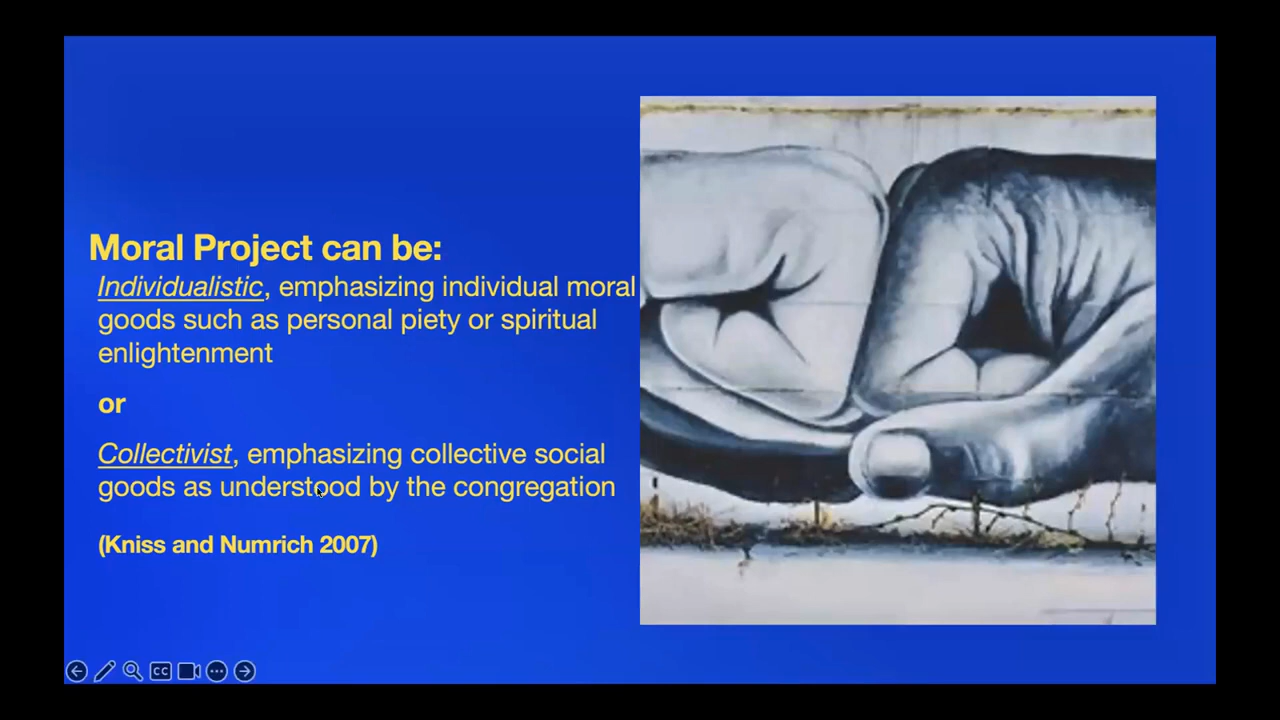 Moral Project can be:
Individualistic, emphasizing individual moral
goods such as personal piety or spiritual
enlightenment
or
Collectivist, emphasizing collective social
goods as understood by the congregation
(Kniss and Numrich 2007)
CC